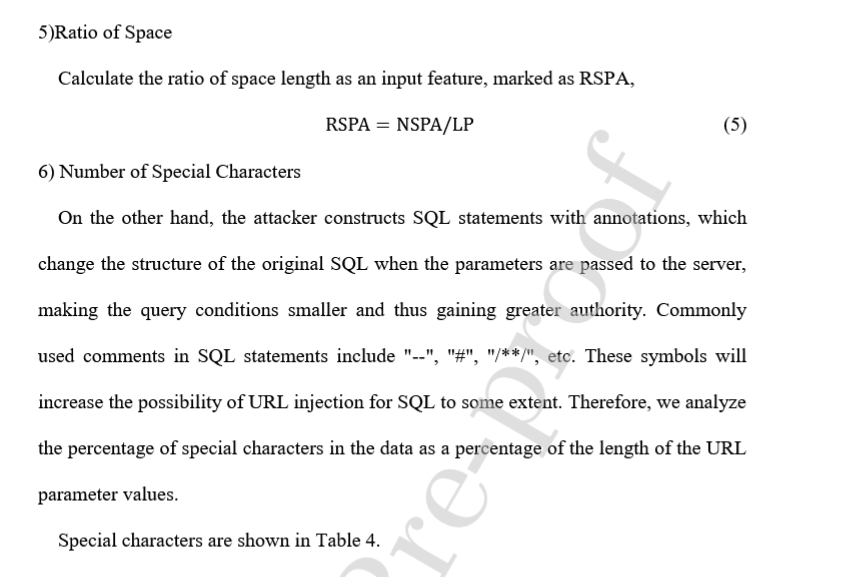 5)Ratio of Space
Calculate the ratio of space length as an input feature, marked as RSPA,
RSPA = NSPA/LP (5)
6) Number of Special Characters
On the other hand, the attacker constructs SQL statements with annotations, which
change the structure of the original SQL when the parameters are passed to the server,
making the query conditions smaller and thus gaining greater authority. Commonly
used comments in SQL statements include "--", "#", "/**/", etc. These symbols will
increase the possibility of URL injection for SQL to some extent. Therefore, we analyze
the percentage of special characters in the data as a percentage of the length of the URL
parameter values.
Special characters are shown in Table 4.
Pre-proof